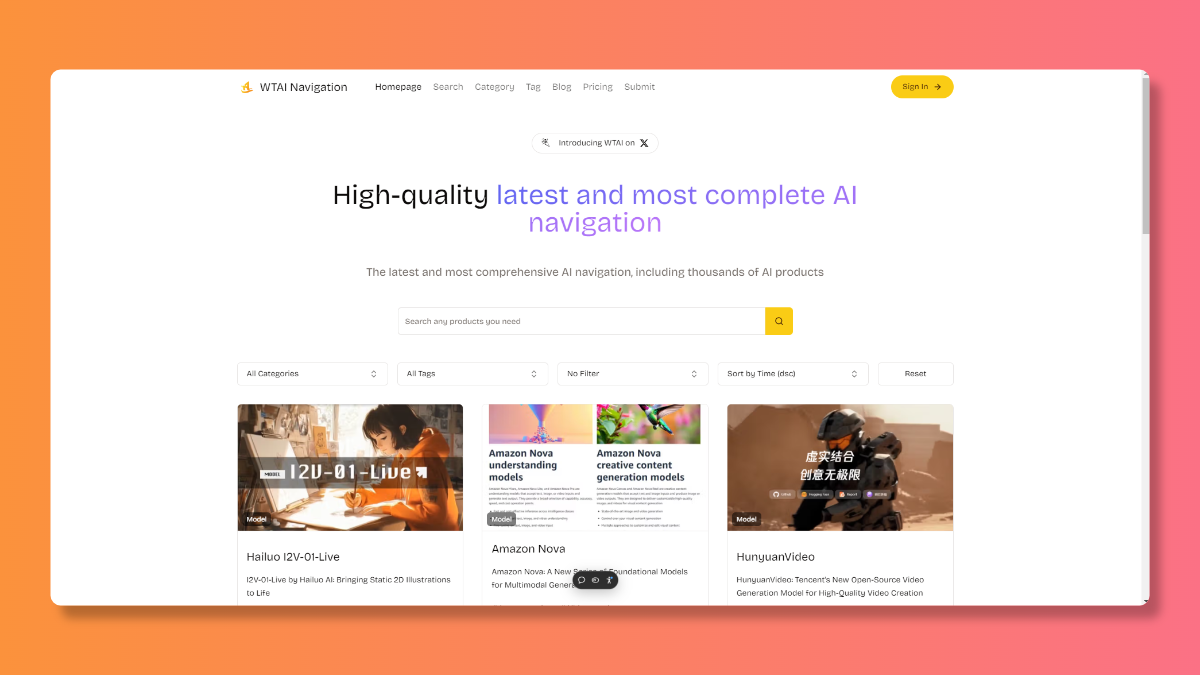 WTAI Navigation
Homepage Search Category Tag Blog Pricing Submit
Sign In
Introducing WTAI on X
High-quality latest and most complete AI
navigation
The latest and most comprehensive AI navigation, including thousands of AI products
Search any products you need
All Categories
All Tags
No Filter
Sort by Time (dsc)
Reset
MODEL I2V-01-Live
Model
Hailuo I2V-01-Live
I2V-01-Live by Hailuo AI: Bringing Static 2D Illustrations
to Life
Amazon Nova
understanding
models
Amazon Nova
creative content
generation models
Model
Amazon Nova
Amazon Nova: A New Foundational Models
for Multimodal
虚实结合
创意无极限
Model
HunyuanVideo
HunyuanVideo: Tencent's New Open-Source Video
Generation Model for High-Quality Video Creation